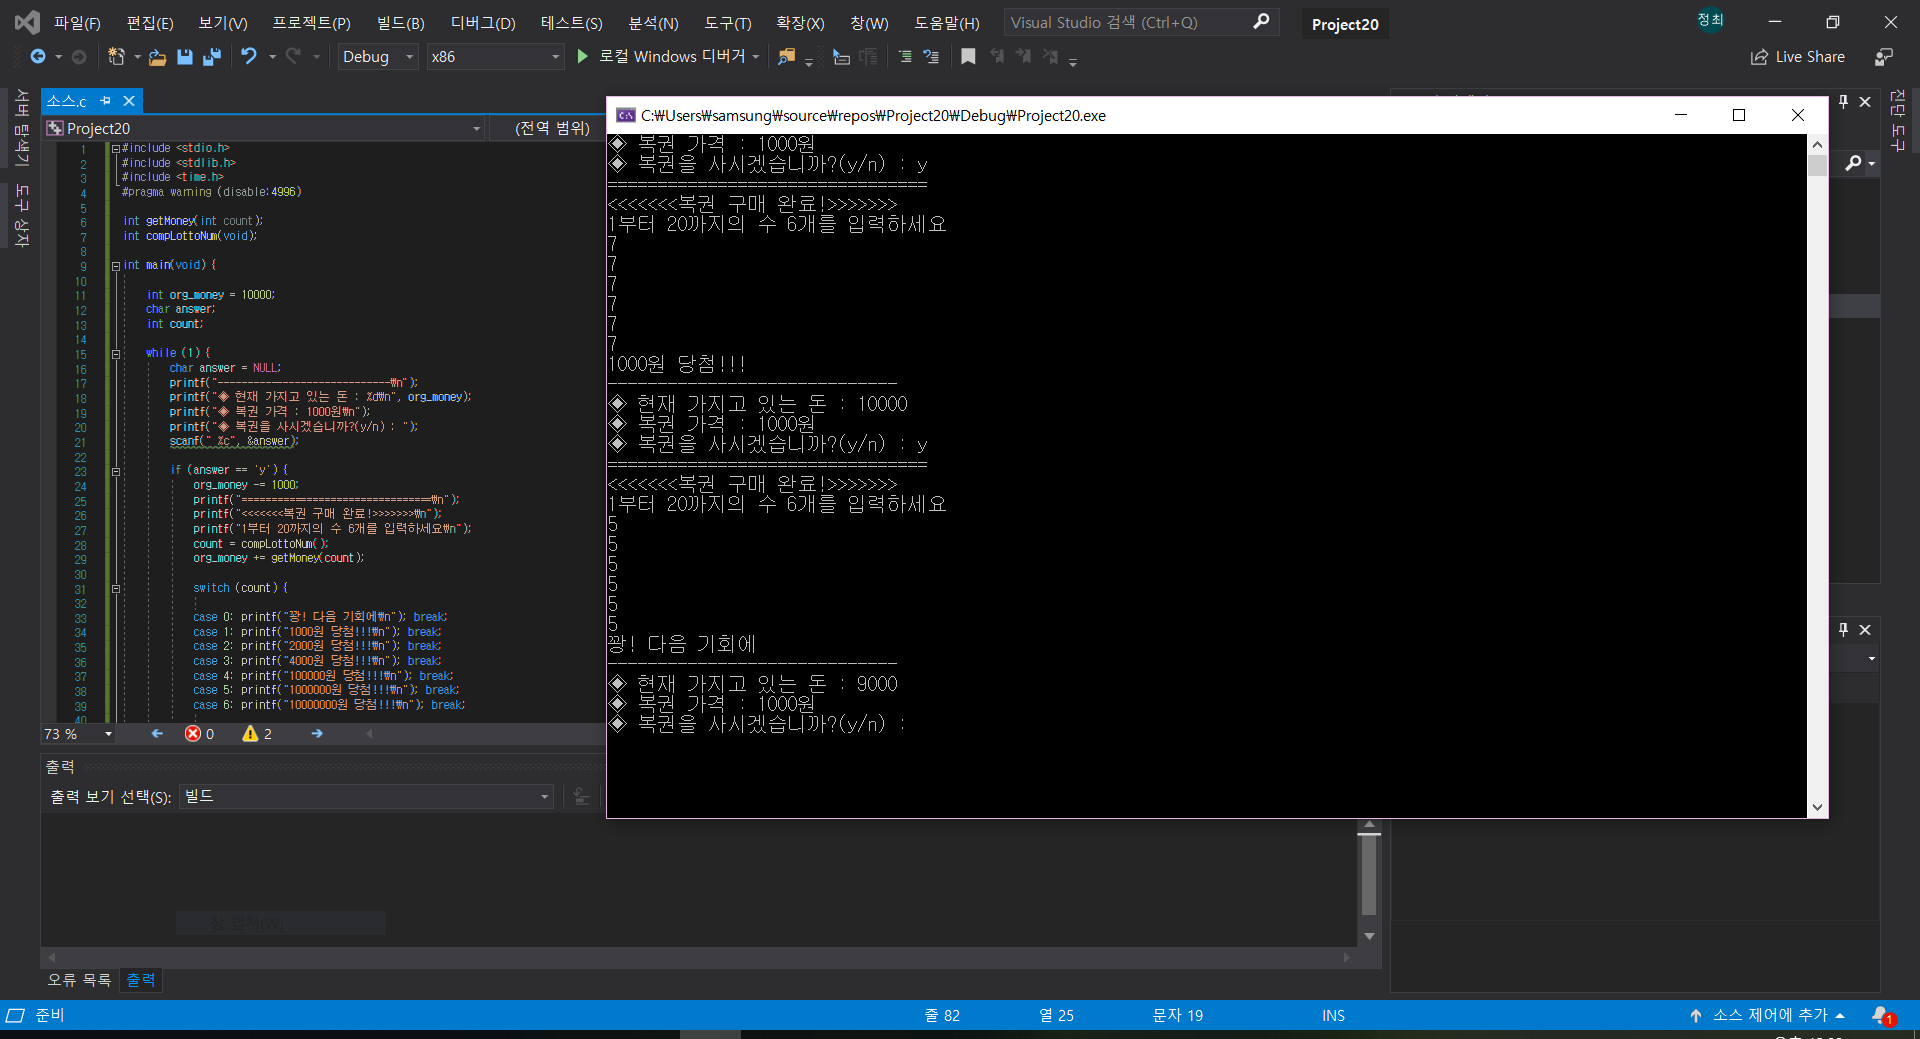 파일(F) 편집(E) 보기(V) 프로젝트(P) 빌드(B) 디버그(D) 테스트(S) 분석(N) 도구(T) 확장(X) 창(W) 도움말(H) Visual Studio 검색 (Ctrl+Q) Project20 정최
Debug x86 로컬 Windows 디버거 Live Share
서버 탐색기
도구 상자
소스.c
Project20 (전역 범위)
1 #include <stdio.h>
2 #include <stdlib.h>
3 #include <time.h>
4 #pragma warning (disable:4996)
5
6 int getMoney(int count);
7 int compLottoNum(void);
8
9 int main(void) {
10
11 int org_money = 10000;
12 char answer;
13 int count;
14
15 while (1) {
16 char answer = NULL;
17 printf("-----------------------------₩n");
18 printf("◈ 현재 가지고 있는 돈 : %d₩n", org_money);
19 printf("◈ 복권 가격 : 1000원₩n");
20 printf("◈ 복권을 사시겠습니까?(y/n) : ");
21 scanf(" %c", &answer);
22
23 if (answer == 'y') {
24 org_money -= 1000;
25 printf("================================₩n");
26 printf("<<<<<<<복권 구매 완료!>>>>>>>₩n");
27 printf("1부터 20까지의 수 6개를 입력하세요₩n");
28 count = compLottoNum();
29 org_money += getMoney(count);
30
31 switch (count) {
32
33 case 0: printf("꽝! 다음 기회에₩n"); break;
34 case 1: printf("1000원 당첨!!!₩n"); break;
35 case 2: printf("2000원 당첨!!!₩n"); break;
36 case 3: printf("4000원 당첨!!!₩n"); break;
37 case 4: printf("100000원 당첨!!!₩n"); break;
38 case 5: printf("1000000원 당첨!!!₩n"); break;
39 case 6: printf("10000000원 당첨!!!₩n"); break;
40
73 % 0 2
출력
출력 보기 선택(S): 빌드
오류 목록 출력
C:₩Users₩samsung₩source₩repos₩Project20₩Debug₩Project20.exe
◈ 복권 가격 : 1000원
◈ 복권을 사시겠습니까?(y/n) : y
================================
<<<<<<<복권 구매 완료!>>>>>>>
1부터 20까지의 수 6개를 입력하세요
7
7
7
7
7
7
1000원 당첨!!!
-----------------------------
◈ 현재 가지고 있는 돈 : 10000
◈ 복권 가격 : 1000원
◈ 복권을 사시겠습니까?(y/n) : y
================================
<<<<<<<복권 구매 완료!>>>>>>>
1부터 20까지의 수 6개를 입력하세요
5
5
5
5
5
5
꽝! 다음 기회에
-----------------------------
◈ 현재 가지고 있는 돈 : 9000
◈ 복권 가격 : 1000원
◈ 복권을 사시겠습니까?(y/n) :
진단 도구
준비 줄 82 열 25 문자 19 INS 소스 제어에 추가 1